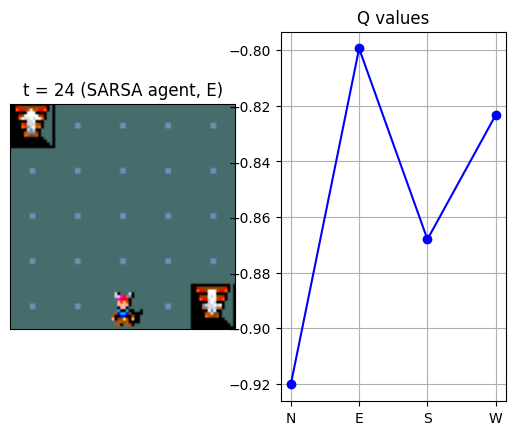 Q values
t = 24 (SARSA agent, E)
−0.80
−0.82
−0.84
−0.86
−0.88
−0.90
−0.92
N
E
S
W